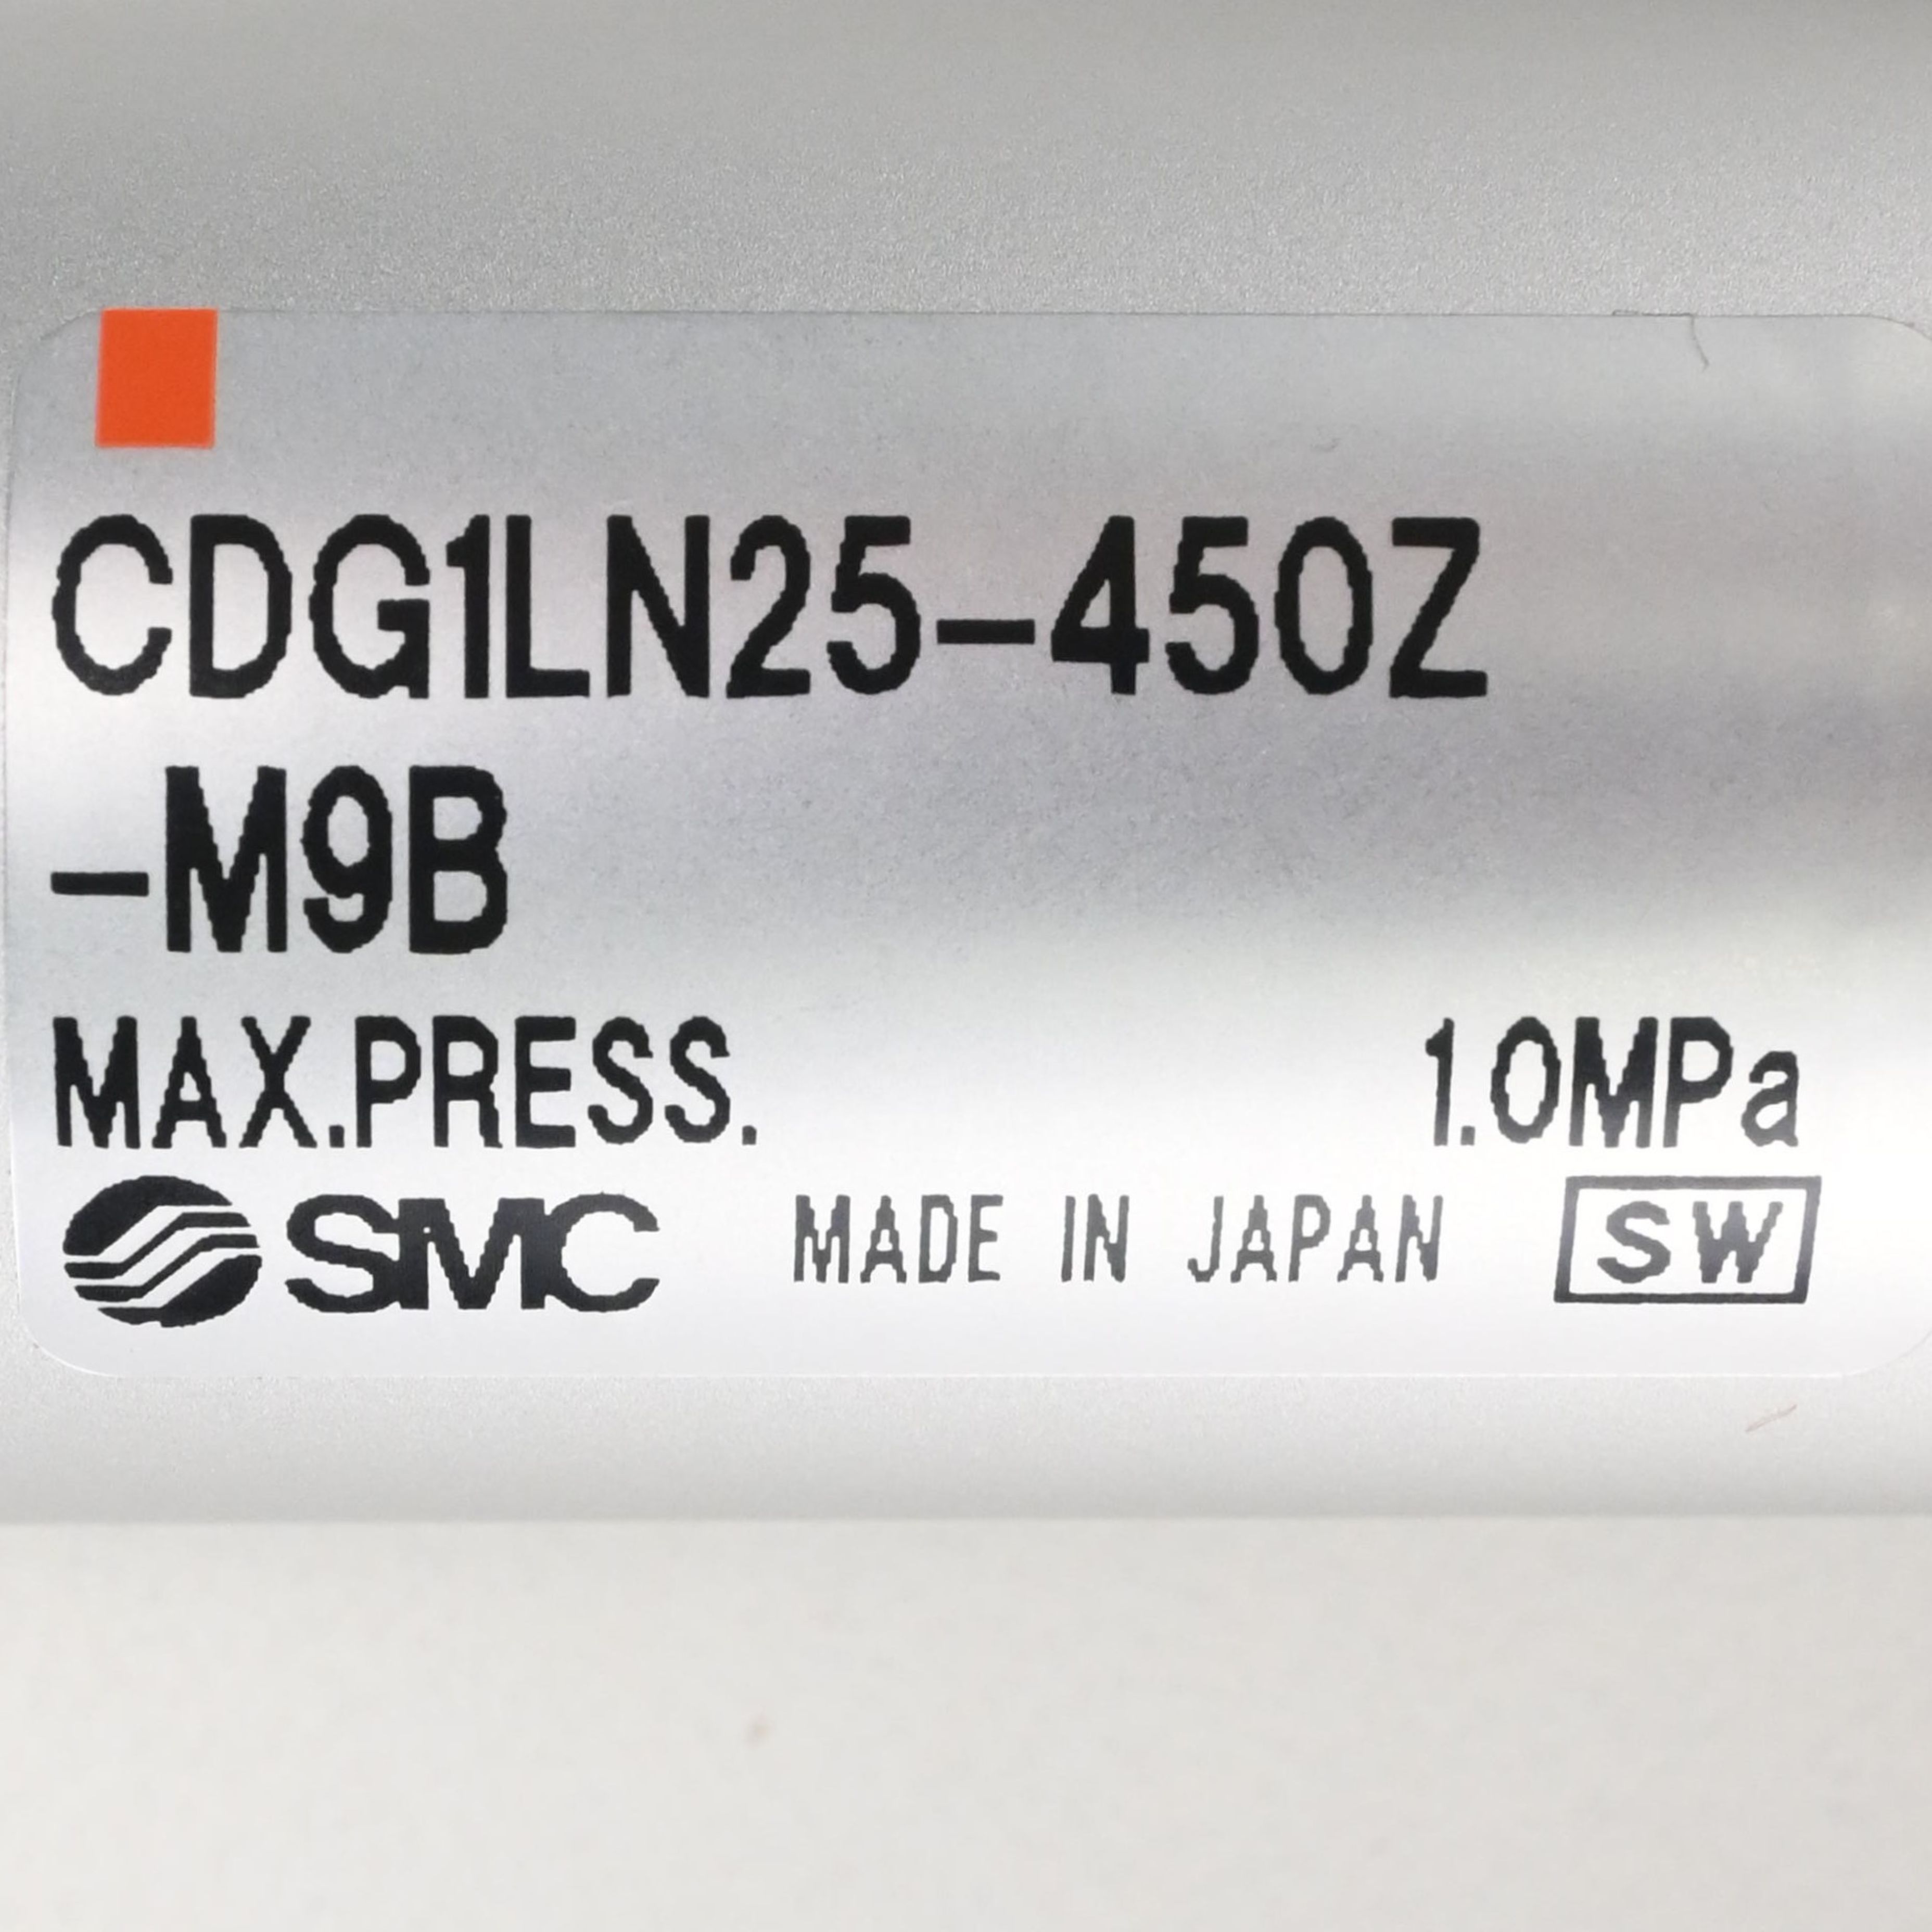 CDG1LN25-450Z
-M9B
MAX.PRESS. 1.0MPa
SMC MADE IN JAPAN SW